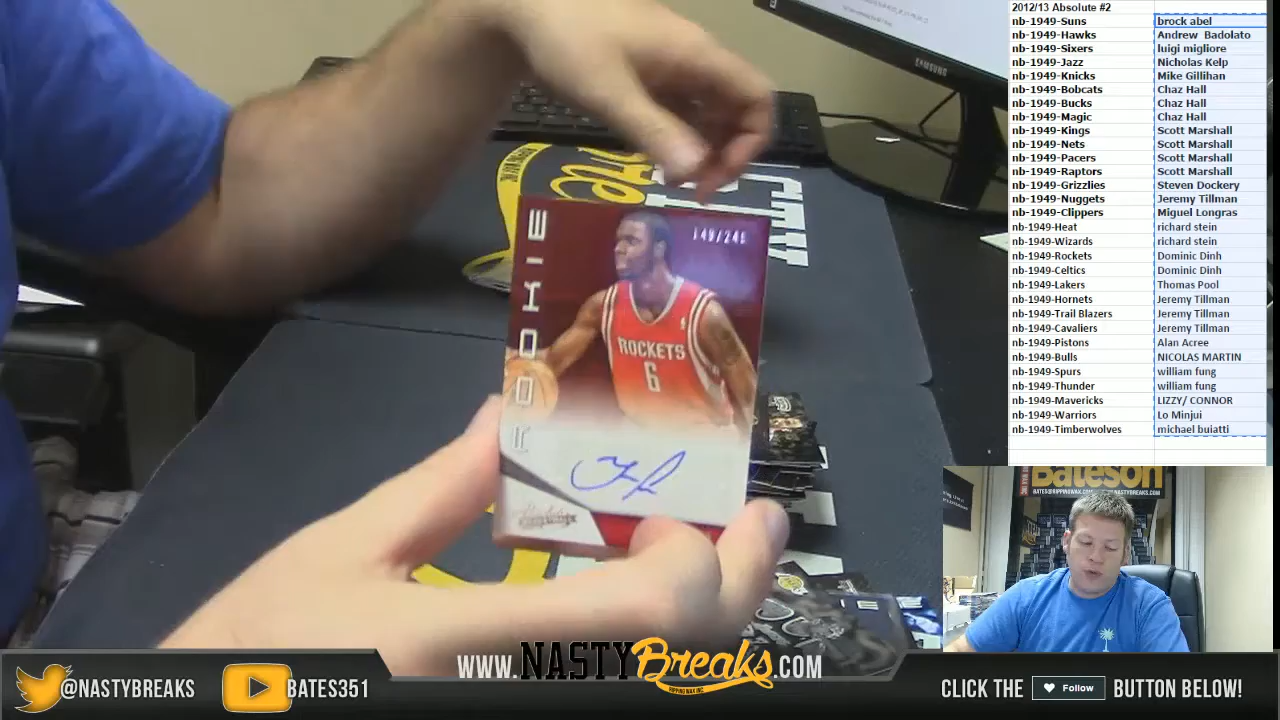 2012/13 Absolute #2
nb-1949-Suns brock abel
nb-1949-Hawks Andrew Badolato
nb-1949-Sixers luigi migliore
nb-1949-Jazz Nicholas Kelp
nb-1949-Knicks Mike Gillihan
nb-1949-Bobcats Chaz Hall
nb-1949-Bucks Chaz Hall
nb-1949-Magic Chaz Hall
nb-1949-Kings Scott Marshall
nb-1949-Nets Scott Marshall
nb-1949-Pacers Scott Marshall
nb-1949-Raptors Scott Marshall
nb-1949-Grizzlies Steven Dockery
nb-1949-Nuggets Jeremy Tillman
nb-1949-Clippers Miguel Longras
nb-1949-Heat richard stein
nb-1949-Wizards richard stein
nb-1949-Rockets Dominic Dinh
nb-1949-Celtics Dominic Dinh
nb-1949-Lakers Thomas Pool
nb-1949-Hornets Jeremy Tillman
nb-1949-Trail Blazers Jeremy Tillman
nb-1949-Cavaliers Jeremy Tillman
nb-1949-Pistons Alan Acree
nb-1949-Bulls NICOLAS MARTIN
nb-1949-Spurs william fung
nb-1949-Thunder william fung
nb-1949-Mavericks LIZZY/ CONNOR
nb-1949-Warriors Lo Minjui
nb-1949-Timberwolves michael buiatti
SAMSUNG
ROOKIE
ROCKETS
6
Bateson
WWW.NASTYBreaks.COM
RIPPING WAX INC
@NASTYBREAKS
BATES351
CLICK THE Follow BUTTON BELOW!